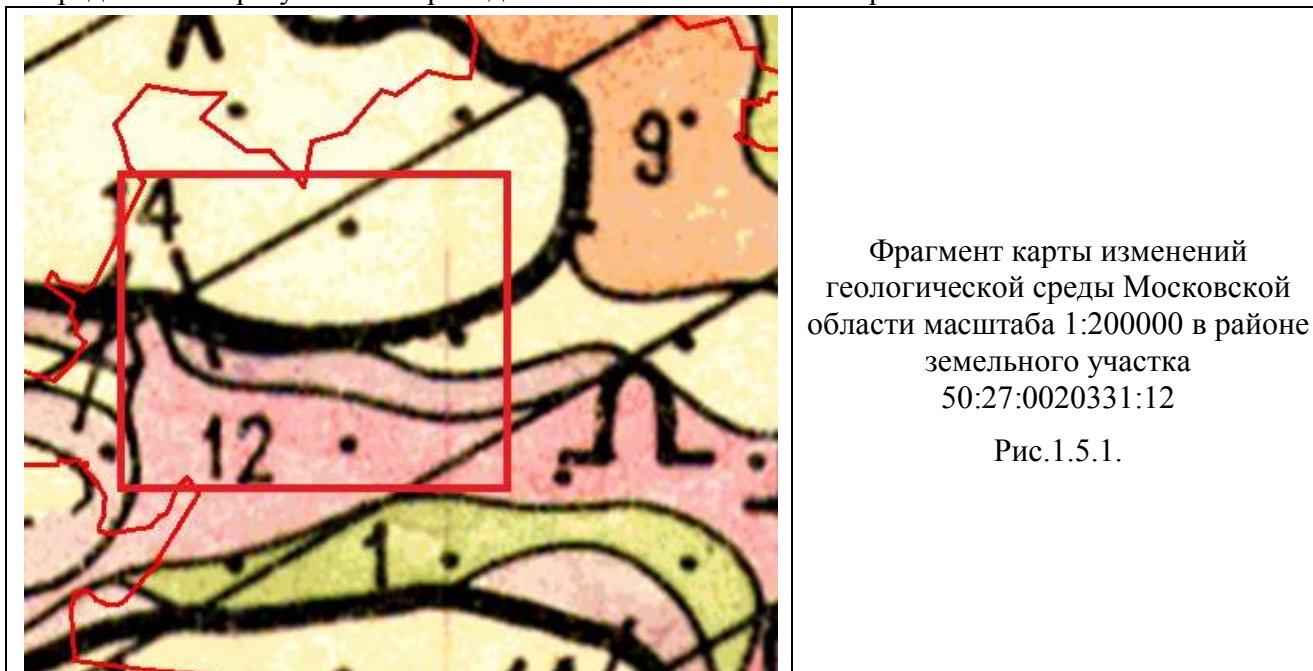 14
9
12
1
Фрагмент карты изменений
геологической среды Московской
области масштаба 1:200000 в районе
земельного участка
50:27:0020331:12
Рис.1.5.1.